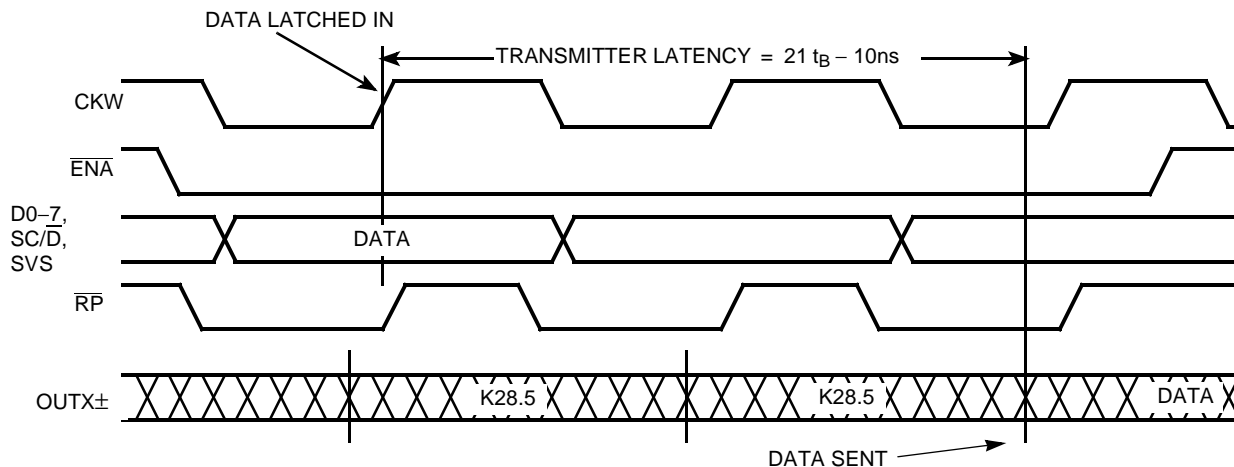 DATA LATCHED IN
TRANSMITTER LATENCY = 21 tB – 10ns
CKW
ENA
D0–7,
SC/D,
SVS
DATA
RP
OUTX±
K28.5
K28.5
DATA
DATA SENT